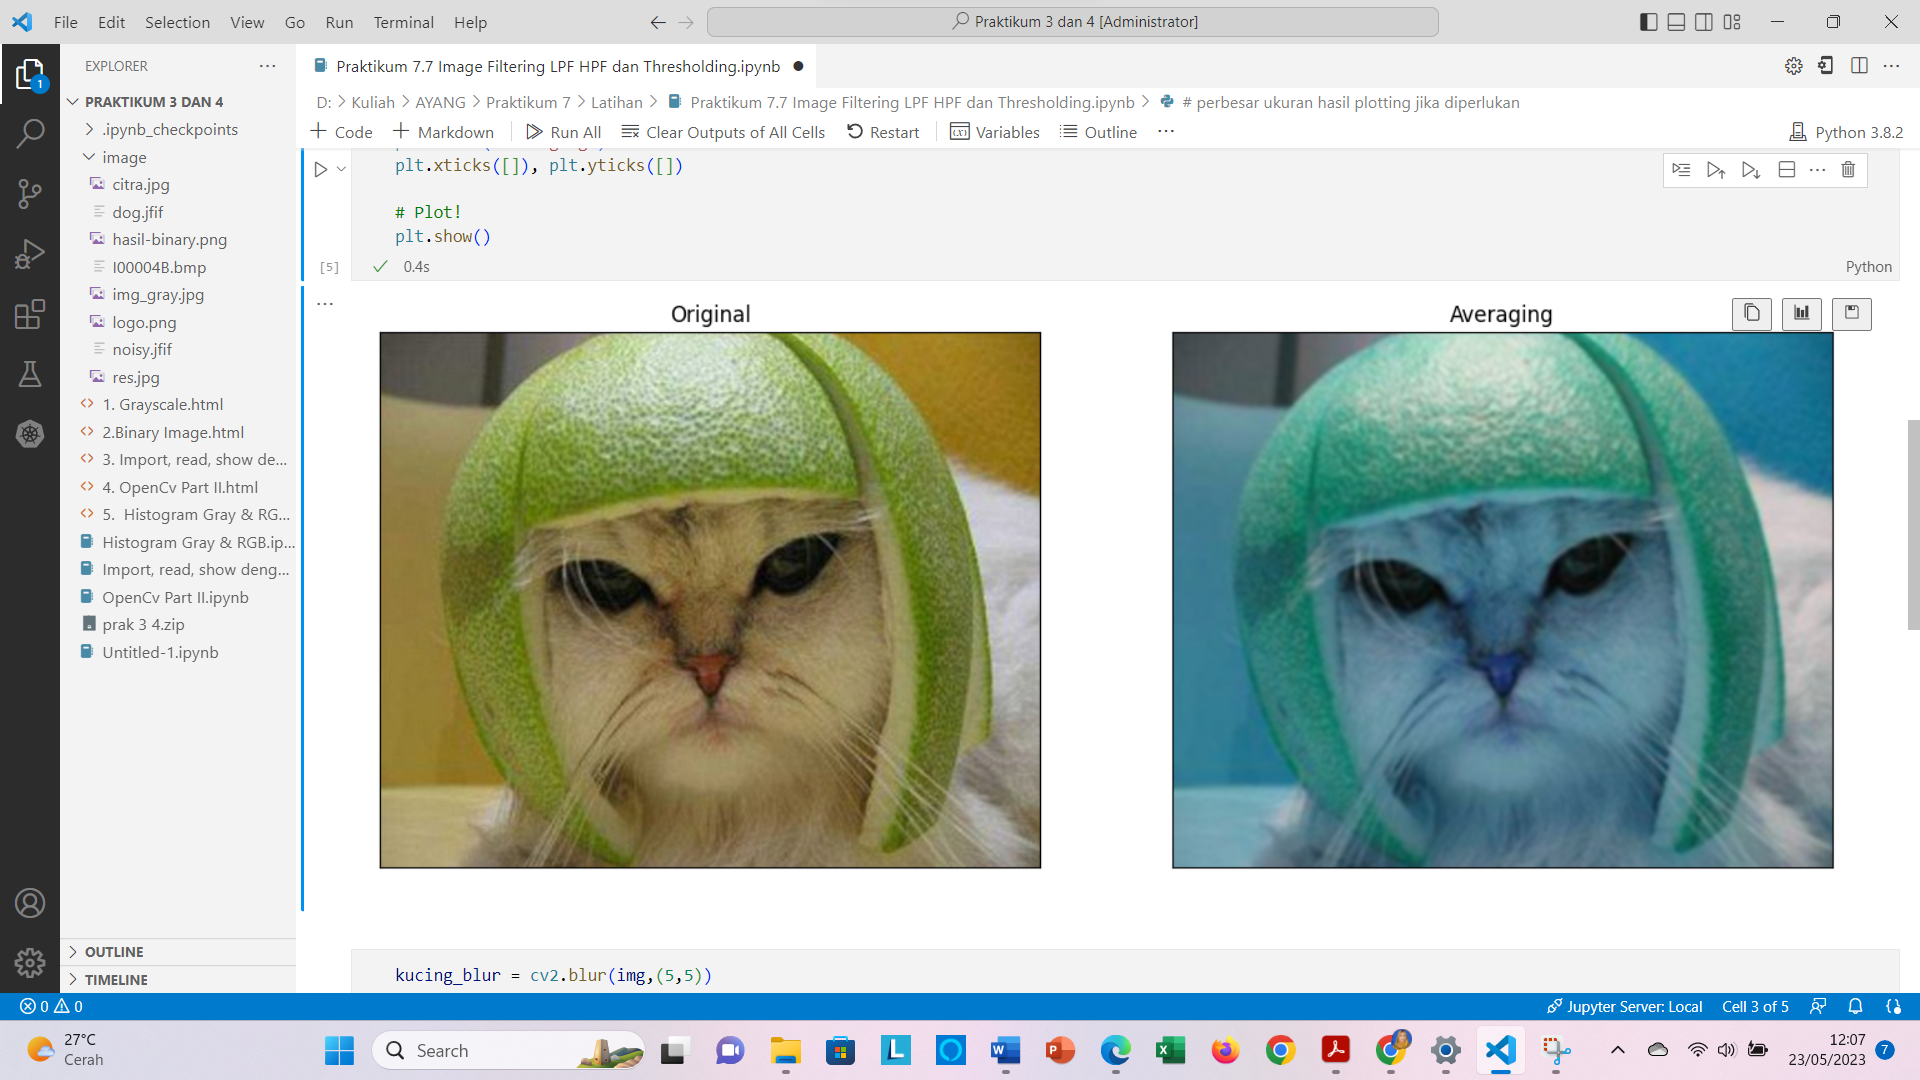 File Edit Selection View Go Run Terminal Help
Praktikum 3 dan 4 [Administrator]
EXPLORER
PRAKTIKUM 3 DAN 4
.ipynb_checkpoints
image
citra.jpg
dog.jfif
hasil-binary.png
I00004B.bmp
img_gray.jpg
logo.png
noisy.jfif
res.jpg
1. Grayscale.html
2.Binary Image.html
3. Import, read, show de...
4. OpenCv Part II.html
5. Histogram Gray & RG...
Histogram Gray & RGB.ip...
Import, read, show deng...
OpenCv Part II.ipynb
prak 3 4.zip
Untitled-1.ipynb
OUTLINE
TIMELINE
1
Praktikum 7.7 Image Filtering LPF HPF dan Thresholding.ipynb
D: > Kuliah > AYANG > Praktikum 7 > Latihan > Praktikum 7.7 Image Filtering LPF HPF dan Thresholding.ipynb > # perbesar ukuran hasil plotting jika diperlukan
+ Code + Markdown Run All Clear Outputs of All Cells Restart Variables Outline ... Python 3.8.2
plt.xticks([]), plt.yticks([])
# Plot!
plt.show()
[5] 0.4s Python
Original Averaging
kucing_blur = cv2.blur(img,(5,5))
0 0 Jupyter Server: Local Cell 3 of 5
27°C
Cerah
Search
12:07
23/05/2023
7